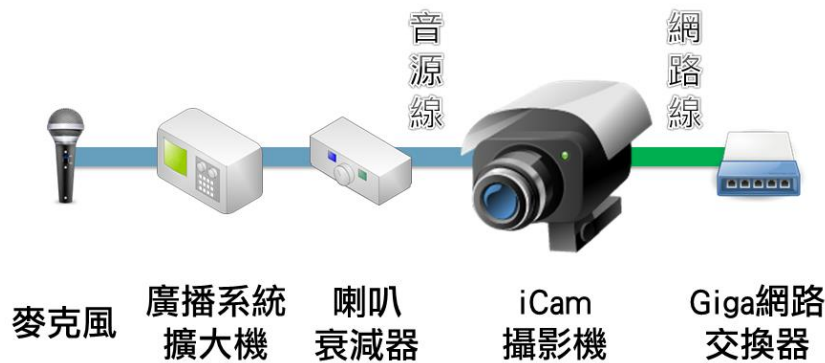 音源線
網路線
麥克風
廣播系統
擴大機
喇叭
衰減器
iCam
攝影機
Giga網路
交換器